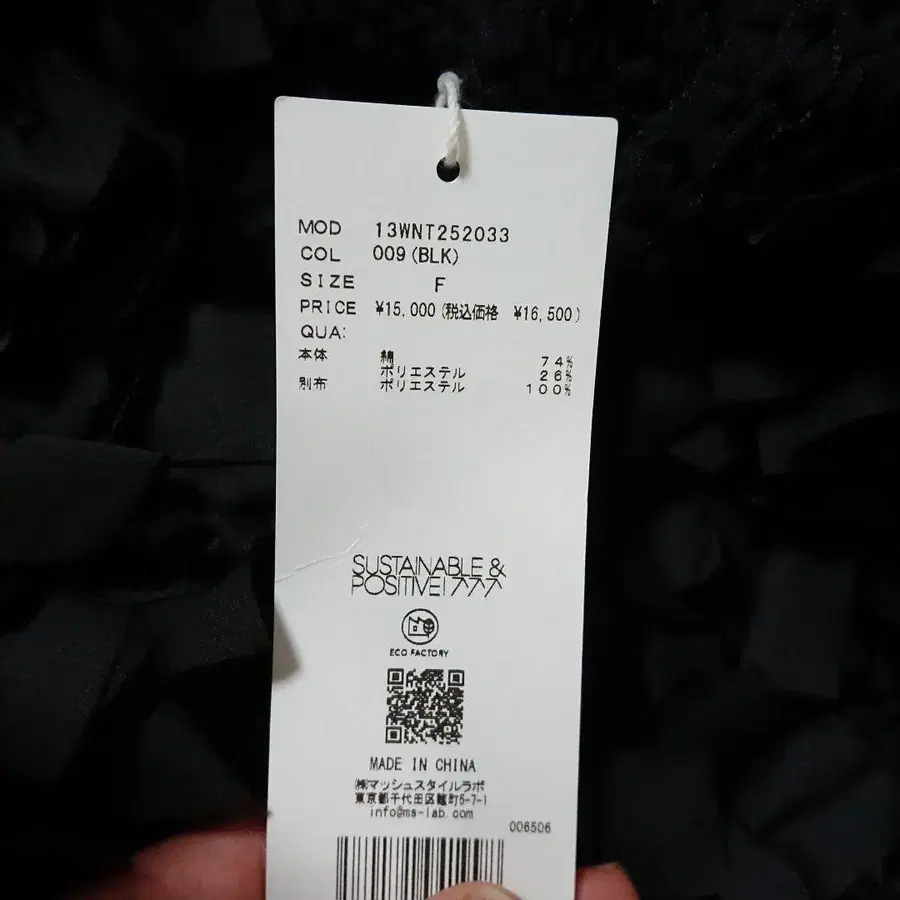 MOD 13WNT252033
COL 009(BLK)
SIZE F
PRICE ¥15,000(税込価格 ¥16,500)
QUA:
本体 綿 74%
ポリエステル 26%
別布 ポリエステル 100%
SUSTAINABLE &
POSITIVE! 777
ECO FACTORY
MADE IN CHINA
㈱マッシュスタイルラボ
東京都千代田区麹町5-7-1
info@ms-lab.com
006506